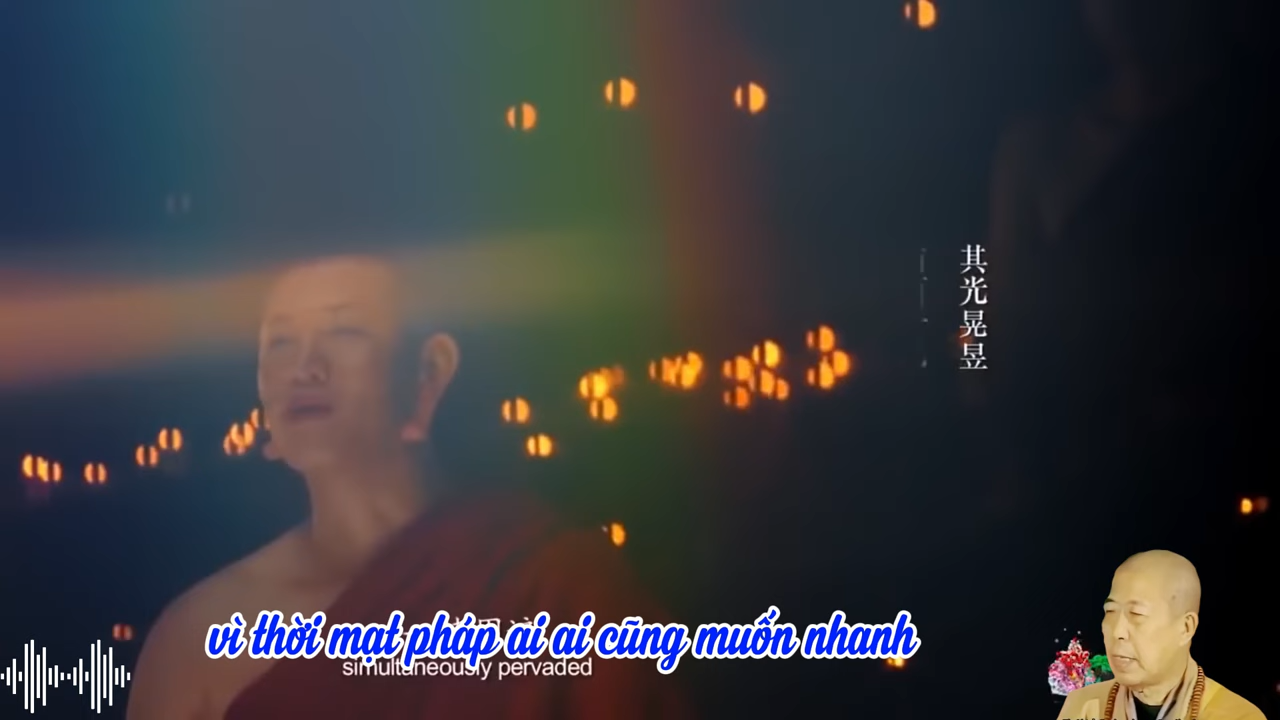 其光晃昱
vì thời mạt pháp ai ai cũng muốn nhanh
simultaneously pervaded